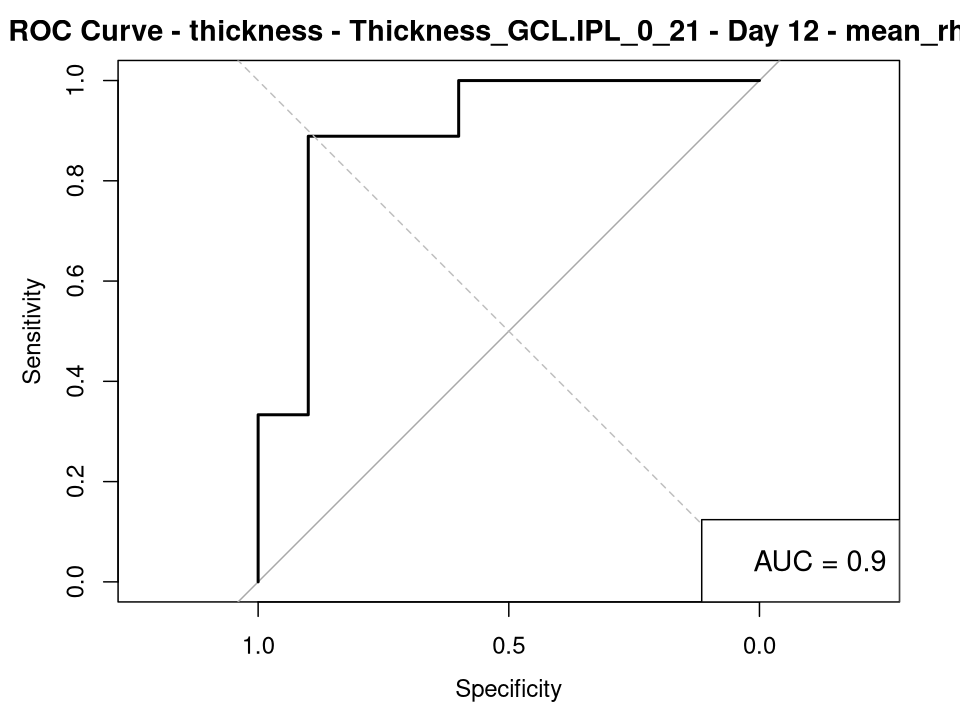 ROC Curve - thickness - Thickness_GCL.IPL_0_21 - Day 12 - mean_rh
1.0
0.8
0.6
0.4
0.2
0.0
Sensitivity
AUC = 0.9
1.0 0.5 0.0
Specificity